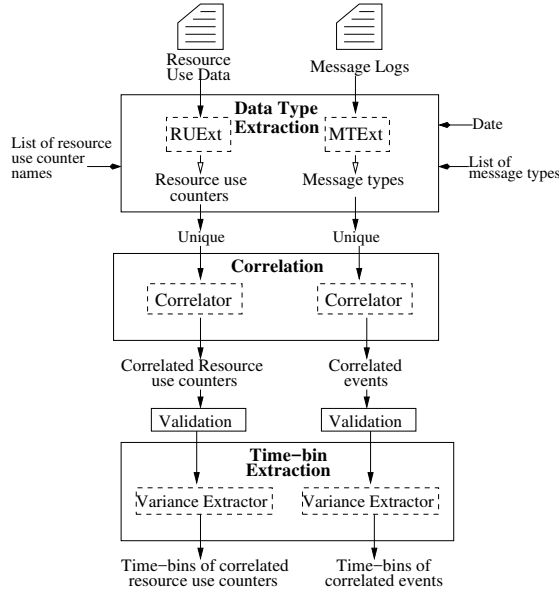 Resource
Use Data
Message Logs
Data Type
Extraction
RUExt
MTExt
Date
List of resource
use counter
names
List of
message types
Resource use
counters
Message types
Unique
Unique
Correlation
Correlator
Correlator
Correlated Resource
use counters
Correlated
events
Validation
Validation
Time−bin
Extraction
Variance Extractor
Variance Extractor
Time−bins of correlated
resource use counters
Time−bins of
correlated events